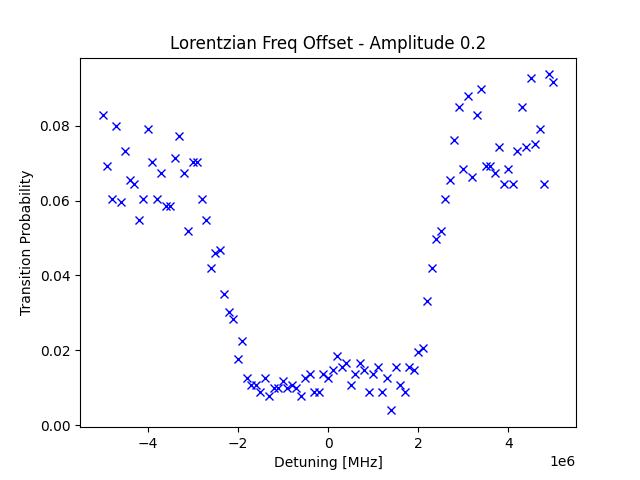 Lorentzian Freq Offset - Amplitude 0.2
Transition Probability
0.08
0.06
0.04
0.02
0.00
−4 −2 0 2 4
1e6
Detuning [MHz]